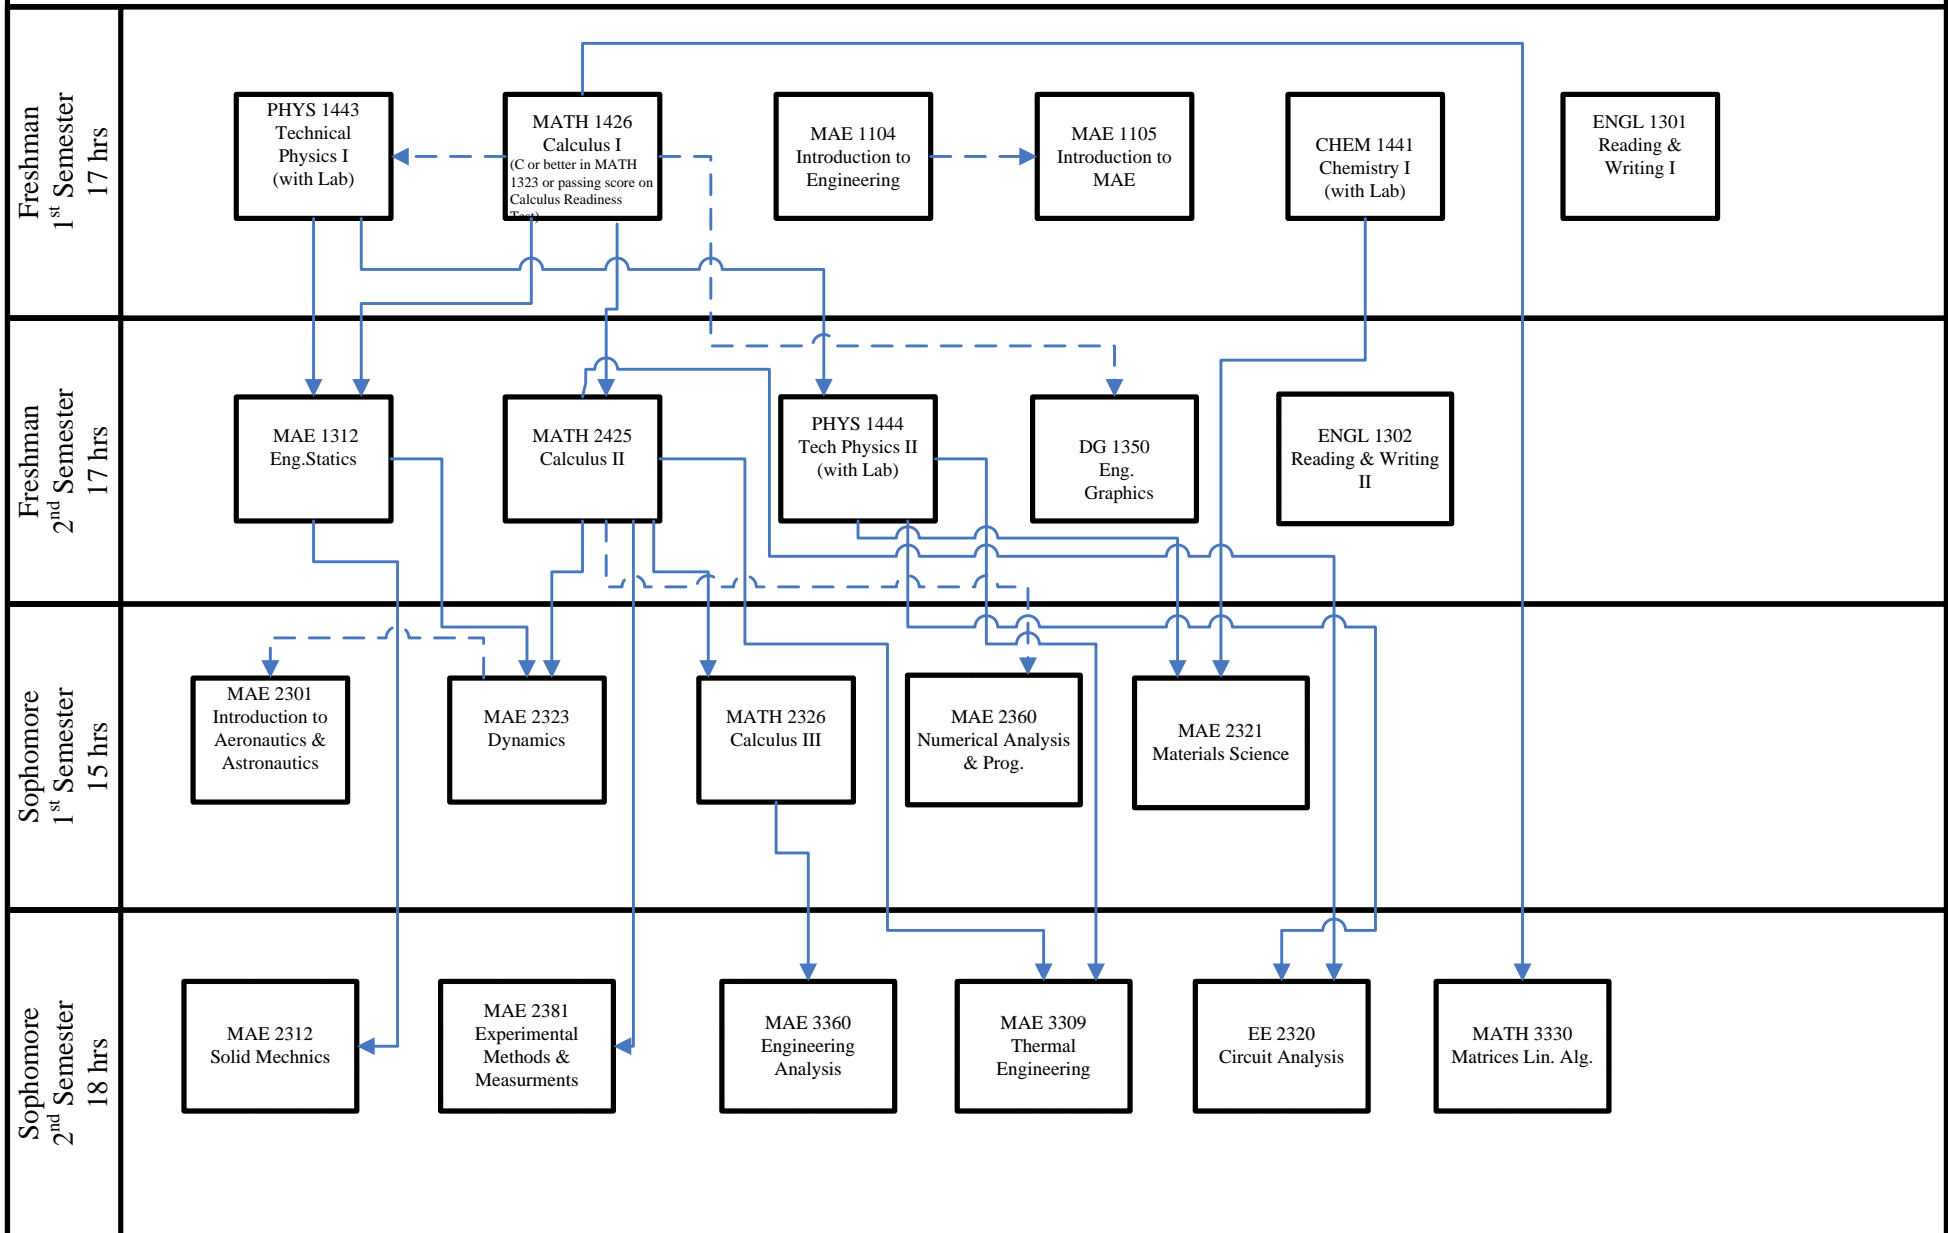 Freshman
1st Semester
17 hrs
PHYS 1443
Technical
Physics I
(with Lab)
MATH 1426
Calculus I
(C or better in MATH
1323 or passing score on
Calculus Readiness
Test)
MAE 1104
Introduction to
Engineering
MAE 1105
Introduction to
MAE
CHEM 1441
Chemistry I
(with Lab)
ENGL 1301
Reading &
Writing I
Freshman
2nd Semester
17 hrs
MAE 1312
Eng.Statics
MATH 2425
Calculus II
PHYS 1444
Tech Physics II
(with Lab)
DG 1350
Eng.
Graphics
ENGL 1302
Reading & Writing
II
Sophomore
1st Semester
15 hrs
MAE 2301
Introduction to
Aeronautics &
Astronautics
MAE 2323
Dynamics
MATH 2326
Calculus III
MAE 2360
Numerical Analysis
& Prog.
MAE 2321
Materials Science
Sophomore
2nd Semester
18 hrs
MAE 2312
Solid Mechnics
MAE 2381
Experimental
Methods &
Measurments
MAE 3360
Engineering
Analysis
MAE 3309
Thermal
Engineering
EE 2320
Circuit Analysis
MATH 3330
Matrices Lin. Alg.